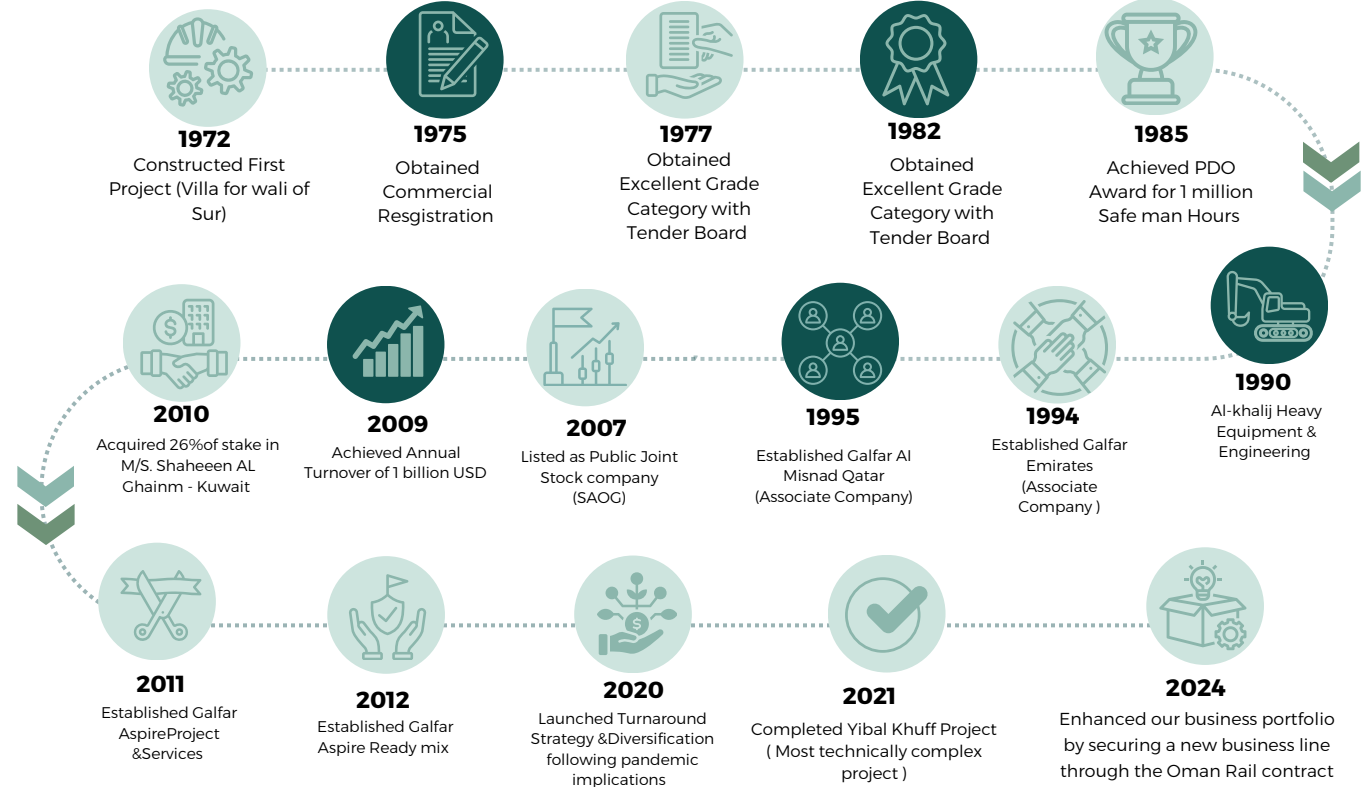 1972
Constructed First
Project (Villa for wali of
Sur)
1975
Obtained
Commercial
Resgistration
1977
Obtained
Excellent Grade
Category with
Tender Board
1982
Obtained
Excellent Grade
Category with
Tender Board
1985
Achieved PDO
Award for 1 million
Safe man Hours
1990
Al-khalij Heavy
Equipment &
Engineering
1994
Established Galfar
Emirates
(Associate
Company )
1995
Established Galfar Al
Misnad Qatar
(Associate Company)
2007
Listed as Public Joint
Stock company
(SAOG)
2009
Achieved Annual
Turnover of 1 billion USD
2010
Acquired 26%of stake in
M/S. Shaheeen AL
Ghainm - Kuwait
2011
Established Galfar
AspireProject
&Services
2012
Established Galfar
Aspire Ready mix
2020
Launched Turnaround
Strategy &Diversification
following pandemic
implications
2021
Completed Yibal Khuff Project
( Most technically complex
project )
2024
Enhanced our business portfolio
by securing a new business line
through the Oman Rail contract